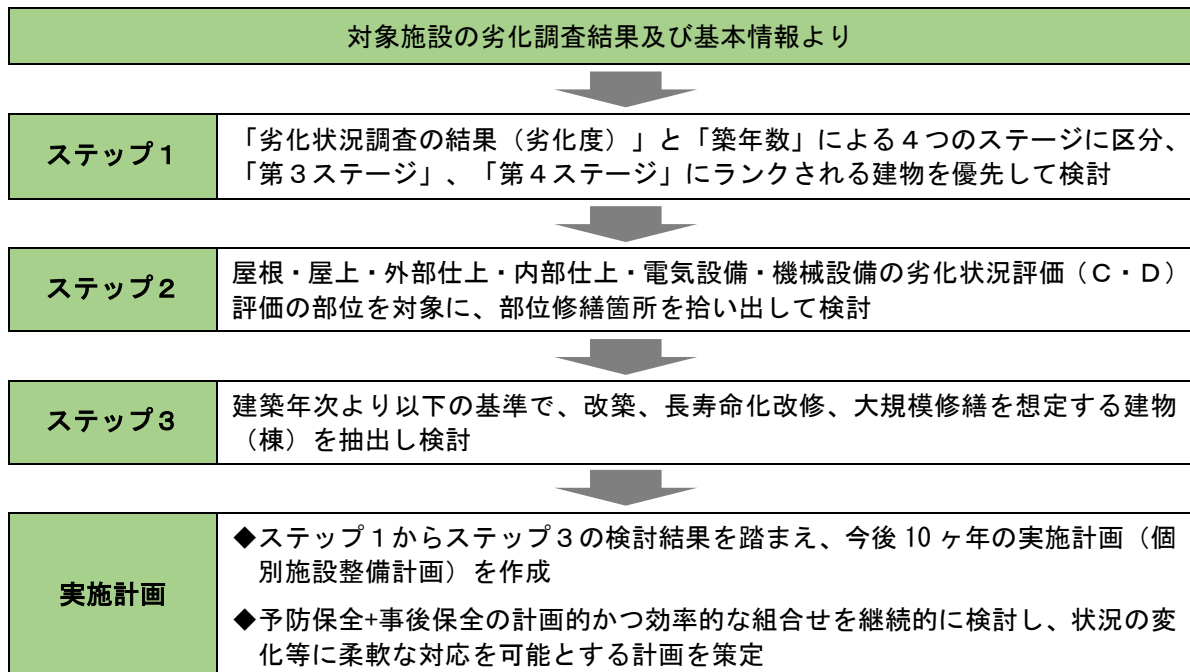 対象施設の劣化調査結果及び基本情報より
ステップ１
「劣化状況調査の結果（劣化度）」と「築年数」による４つのステージに区分、
「第３ステージ」、「第４ステージ」にランクされる建物を優先して検討
ステップ２
屋根・屋上・外部仕上・内部仕上・電気設備・機械設備の劣化状況評価（Ｃ・Ｄ）
評価の部位を対象に、部位修繕箇所を拾い出して検討
ステップ３
建築年次より以下の基準で、改築、長寿命化改修、大規模修繕を想定する建物
（棟）を抽出し検討
実施計画
◆ステップ１からステップ３の検討結果を踏まえ、今後 10 ヶ年の実施計画（個
別施設整備計画）を作成
◆予防保全+事後保全の計画的かつ効率的な組合せを継続的に検討し、状況の変
化等に柔軟な対応を可能とする計画を策定